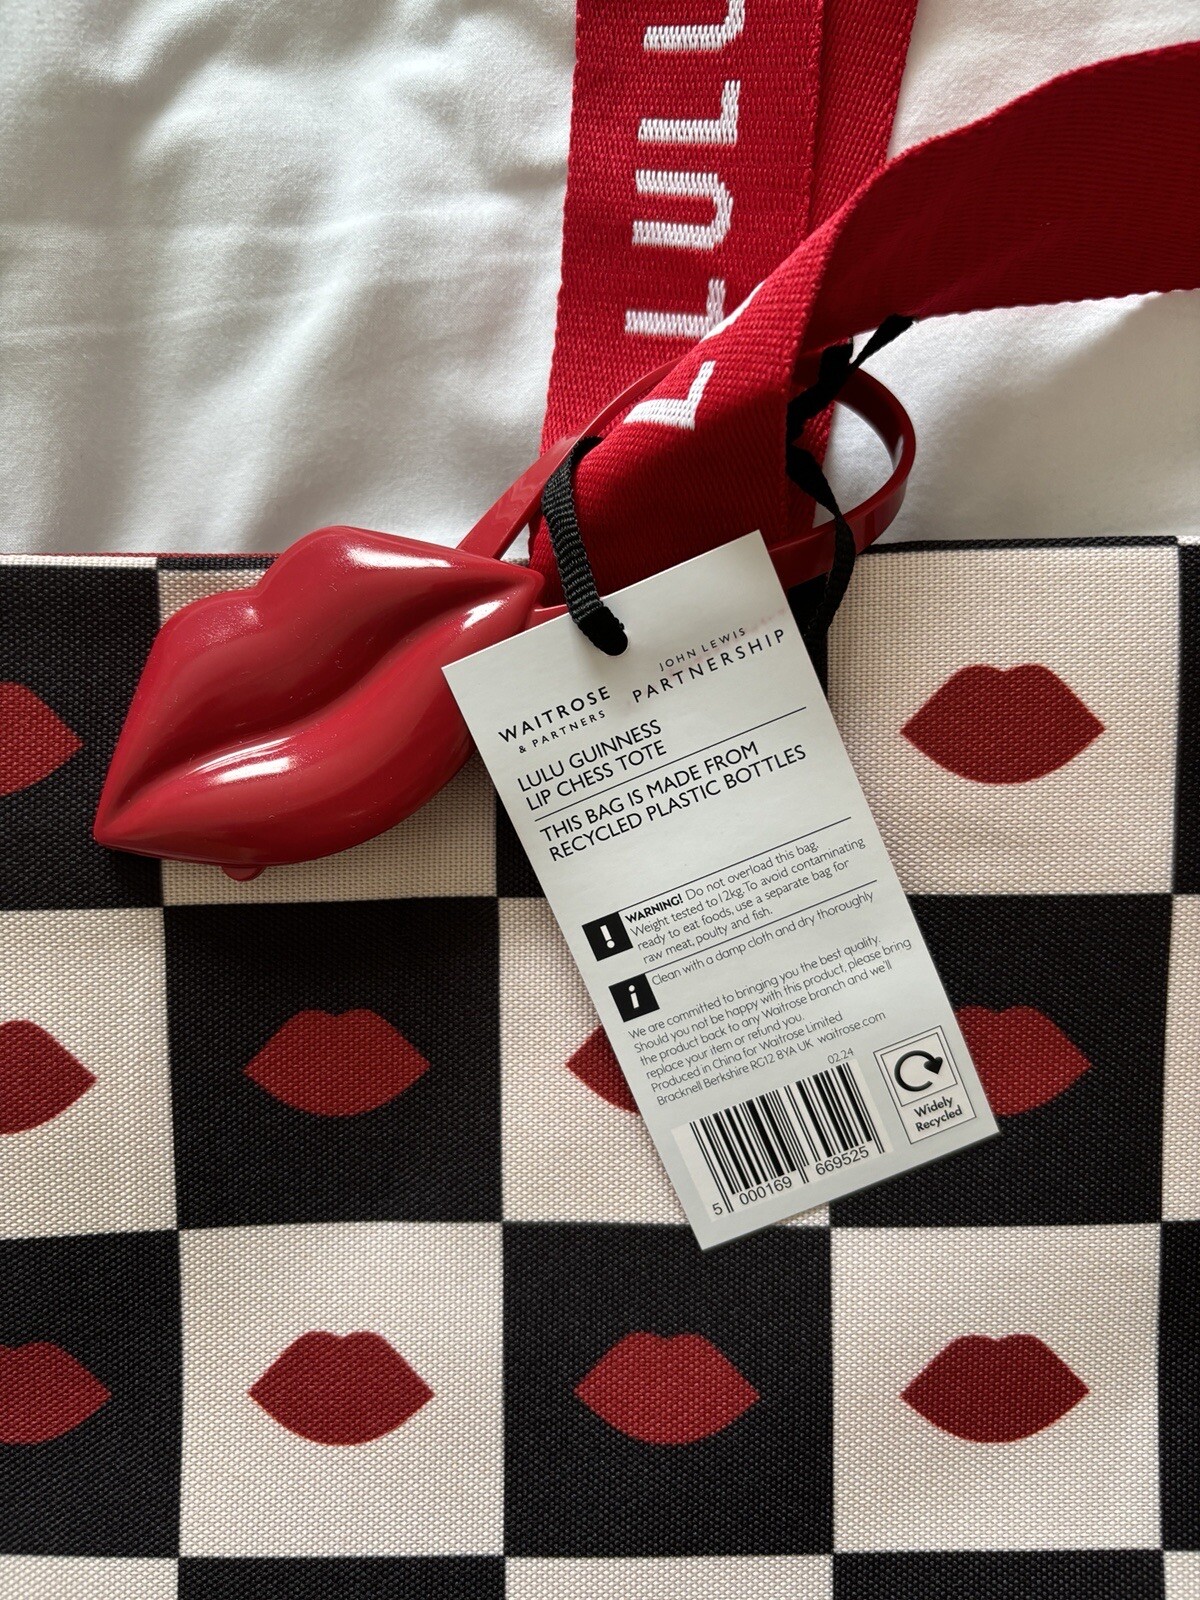 LULU
L
WAITROSE
& PARTNERS
JOHN LEWIS
PARTNERSHIP
LULU GUINNESS
LIP CHESS TOTE
THIS BAG IS MADE FROM
RECYCLED PLASTIC BOTTLES
! WARNING! Do not overload this bag.
Weight tested to 12kg. To avoid contaminating
ready to eat foods, use a separate bag for
raw meat, poulty and fish.
i Clean with a damp cloth and dry thoroughly
We are committed to bringing you the best quality.
Should you not be happy with this product, please bring
the product back to any Waitrose branch and we'll
replace your item or refund you.
Produced in China for Waitrose Limited
Bracknell Berkshire RG12 8YA UK waitrose.com
02.24
5 000169 669525
Widely
Recycled